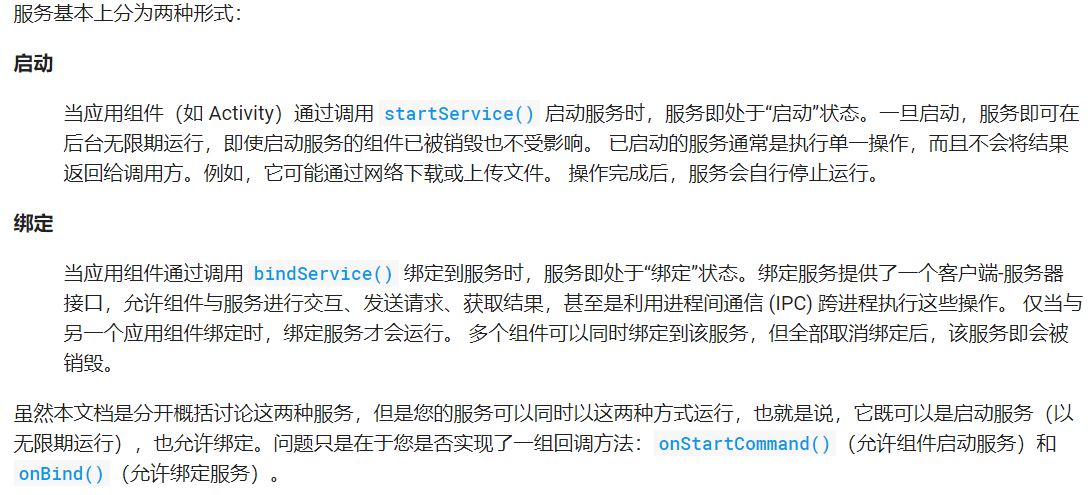 服务基本上分为两种形式：
启动
当应用组件（如 Activity）通过调用 startService() 启动服务时，服务即处于“启动”状态。一旦启动，服务即可在
后台无限期运行，即使启动服务的组件已被销毁也不受影响。 已启动的服务通常是执行单一操作，而且不会将结果
返回给调用方。例如，它可能通过网络下载或上传文件。 操作完成后，服务会自行停止运行。
绑定
当应用组件通过调用 bindService() 绑定到服务时，服务即处于“绑定”状态。绑定服务提供了一个客户端-服务器
接口，允许组件与服务进行交互、发送请求、获取结果，甚至是利用进程间通信 (IPC) 跨进程执行这些操作。 仅当与
另一个应用组件绑定时，绑定服务才会运行。 多个组件可以同时绑定到该服务，但全部取消绑定后，该服务即会被
销毁。
虽然本文档是分开概括讨论这两种服务，但是您的服务可以同时以这两种方式运行，也就是说，它既可以是启动服务（以
无限期运行），也允许绑定。问题只是在于您是否实现了一组回调方法：onStartCommand()（允许组件启动服务）和
onBind()（允许绑定服务）。